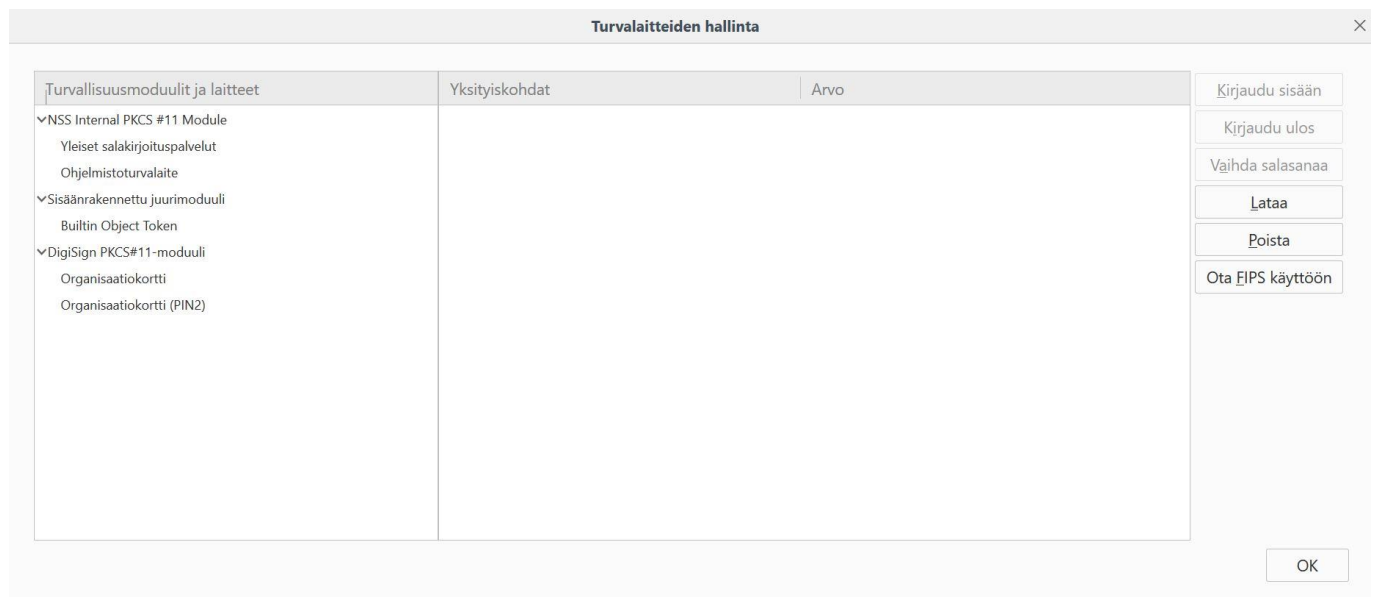 Turvalaitteiden hallinta
Turvallisuusmoduulit ja laitteet Yksityiskohdat Arvo
NSS Internal PKCS #11 Module
Yleiset salakirjoituspalvelut
Ohjelmistoturvalaite
Sisäänrakennettu juurimoduuli
Builtin Object Token
DigiSign PKCS#11-moduuli
Organisaatiokortti
Organisaatiokortti (PIN2)
Kirjaudu sisään
Kirjaudu ulos
Vaihda salasanaa
Lataa
Poista
Ota FIPS käyttöön
OK